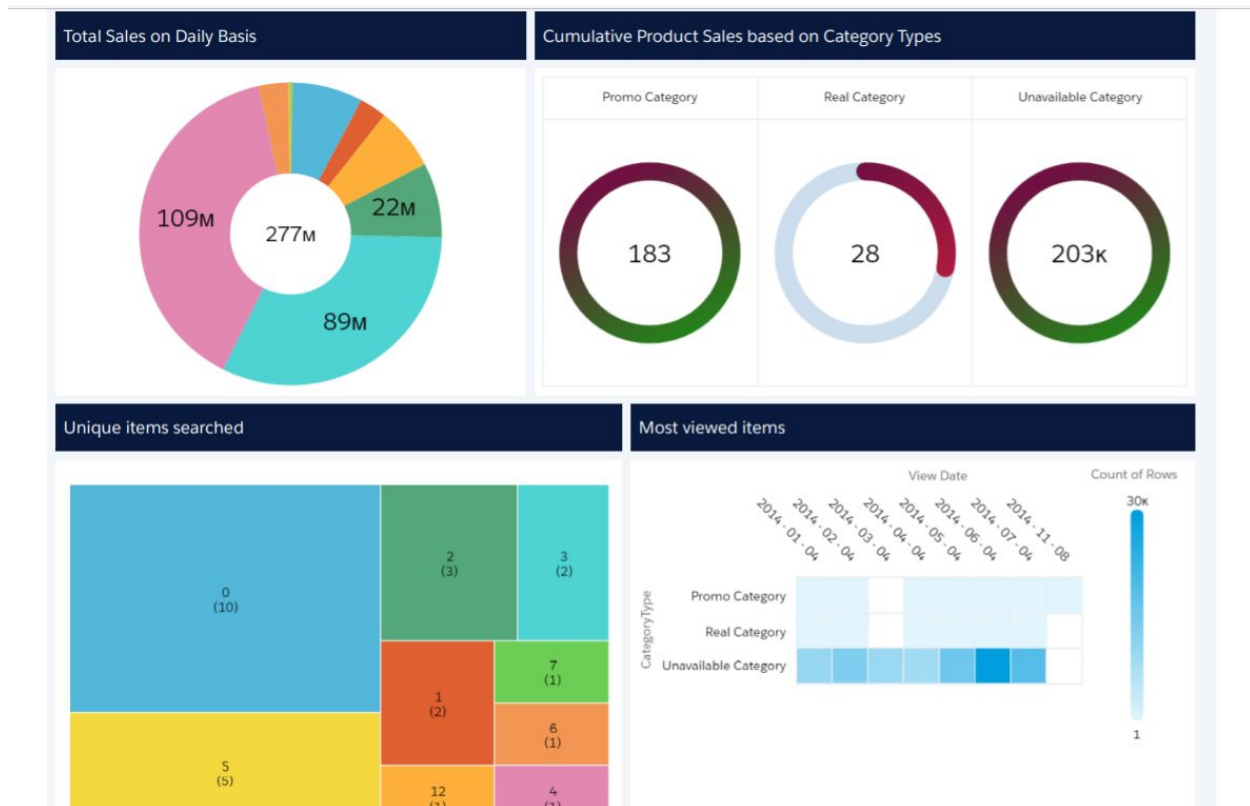 Total Sales on Daily Basis
Cumulative Product Sales based on Category Types
109M
22M
277M
89M
Promo Category
Real Category
Unavailable Category
183
28
203K
Unique items searched
Most viewed items
0
(10)
2
(3)
3
(2)
1
(2)
7
(1)
6
(1)
5
(5)
12
(1)
4
(1)
View Date
Count of Rows
30K
1
2014 - 01 - 04
2014 - 02 - 04
2014 - 03 - 04
2014 - 04 - 04
2014 - 05 - 04
2014 - 06 - 04
2014 - 07 - 04
2014 - 11 - 08
CategoryType
Promo Category
Real Category
Unavailable Category